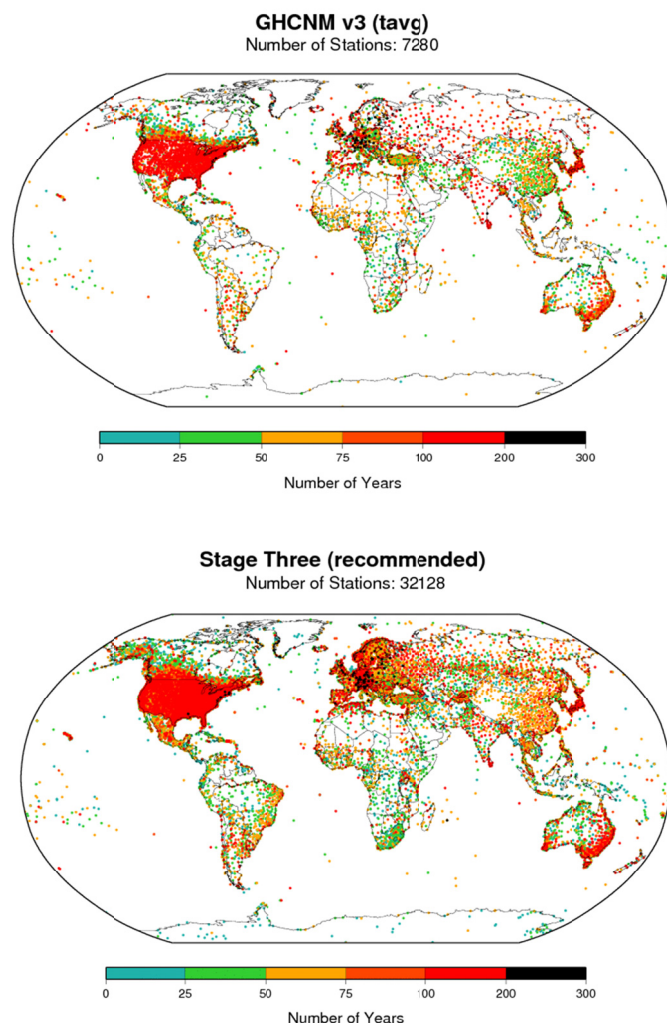 GHCNM v3 (tavg)
Number of Stations: 7280
0 25 50 75 100 200 300
Number of Years
Stage Three (recommended)
Number of Stations: 32128
0 25 50 75 100 200 300
Number of Years